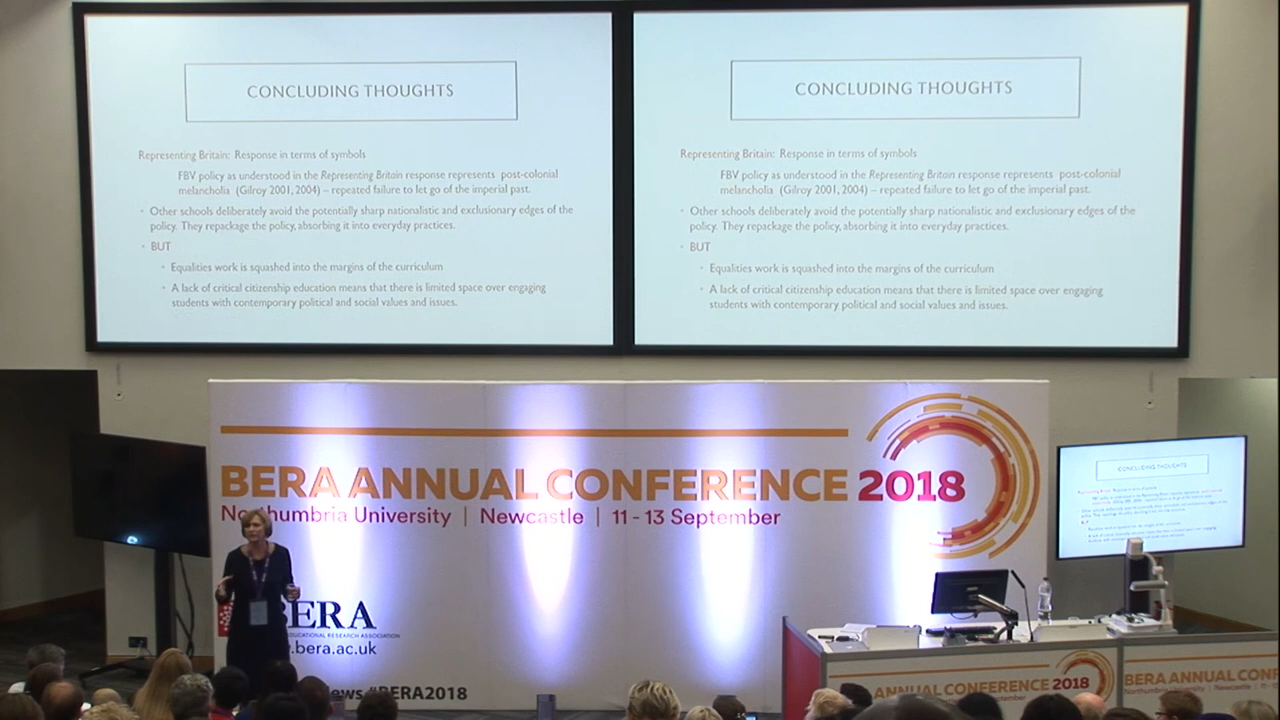 CONCLUDING THOUGHTS
Representing Britain: Response in terms of symbols
FBV policy as understood in the Representing Britain response represents post-colonial
melancholia (Gilroy 2001, 2004) – repeated failure to let go of the imperial past.
• Other schools deliberately avoid the potentially sharp nationalistic and exclusionary edges of the
policy. They repackage the policy, absorbing it into everyday practices.
• BUT
• Equalities work is squashed into the margins of the curriculum
• A lack of critical citizenship education means that there is limited space over engaging
students with contemporary political and social values and issues.
CONCLUDING THOUGHTS
Representing Britain: Response in terms of symbols
FBV policy as understood in the Representing Britain response represents post-colonial
melancholia (Gilroy 2001, 2004) – repeated failure to let go of the imperial past.
• Other schools deliberately avoid the potentially sharp nationalistic and exclusionary edges of the
policy. They repackage the policy, absorbing it into everyday practices.
• BUT
• Equalities work is squashed into the margins of the curriculum
• A lack of critical citizenship education means that there is limited space over engaging
students with contemporary political and social values and issues.
BERA ANNUAL CONFERENCE 2018
Northumbria University | Newcastle | 11 - 13 September
BERA
EDUCATIONAL RESEARCH ASSOCIATION
.bera.ac.uk
ews #BERA2018
CONCLUDING THOUGHTS
ANNUAL CONFERENCE 2018
September
BERA ANNUAL CONF
Northumbria University | Newcastle |